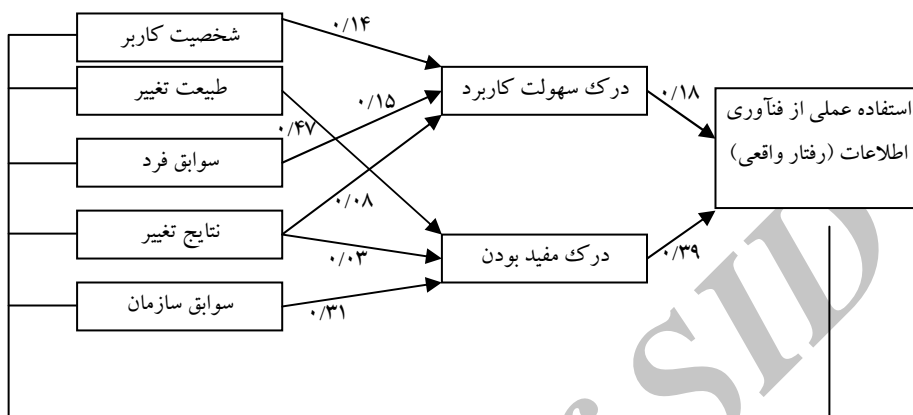 شخصیت کاربر
طبیعت تغییر
سوابق فرد
نتایج تغییر
سوابق سازمان
۰/۱۴
۰/۱۵
۰/۴۷
۰/۰۸
۰/۰۳
۰/۳۱
درک سهولت کاربرد
درک مفید بودن
۰/۱۸
۰/۳۹
استفاده عملی از فنآوری
اطلاعات (رفتار واقعی)
f SID